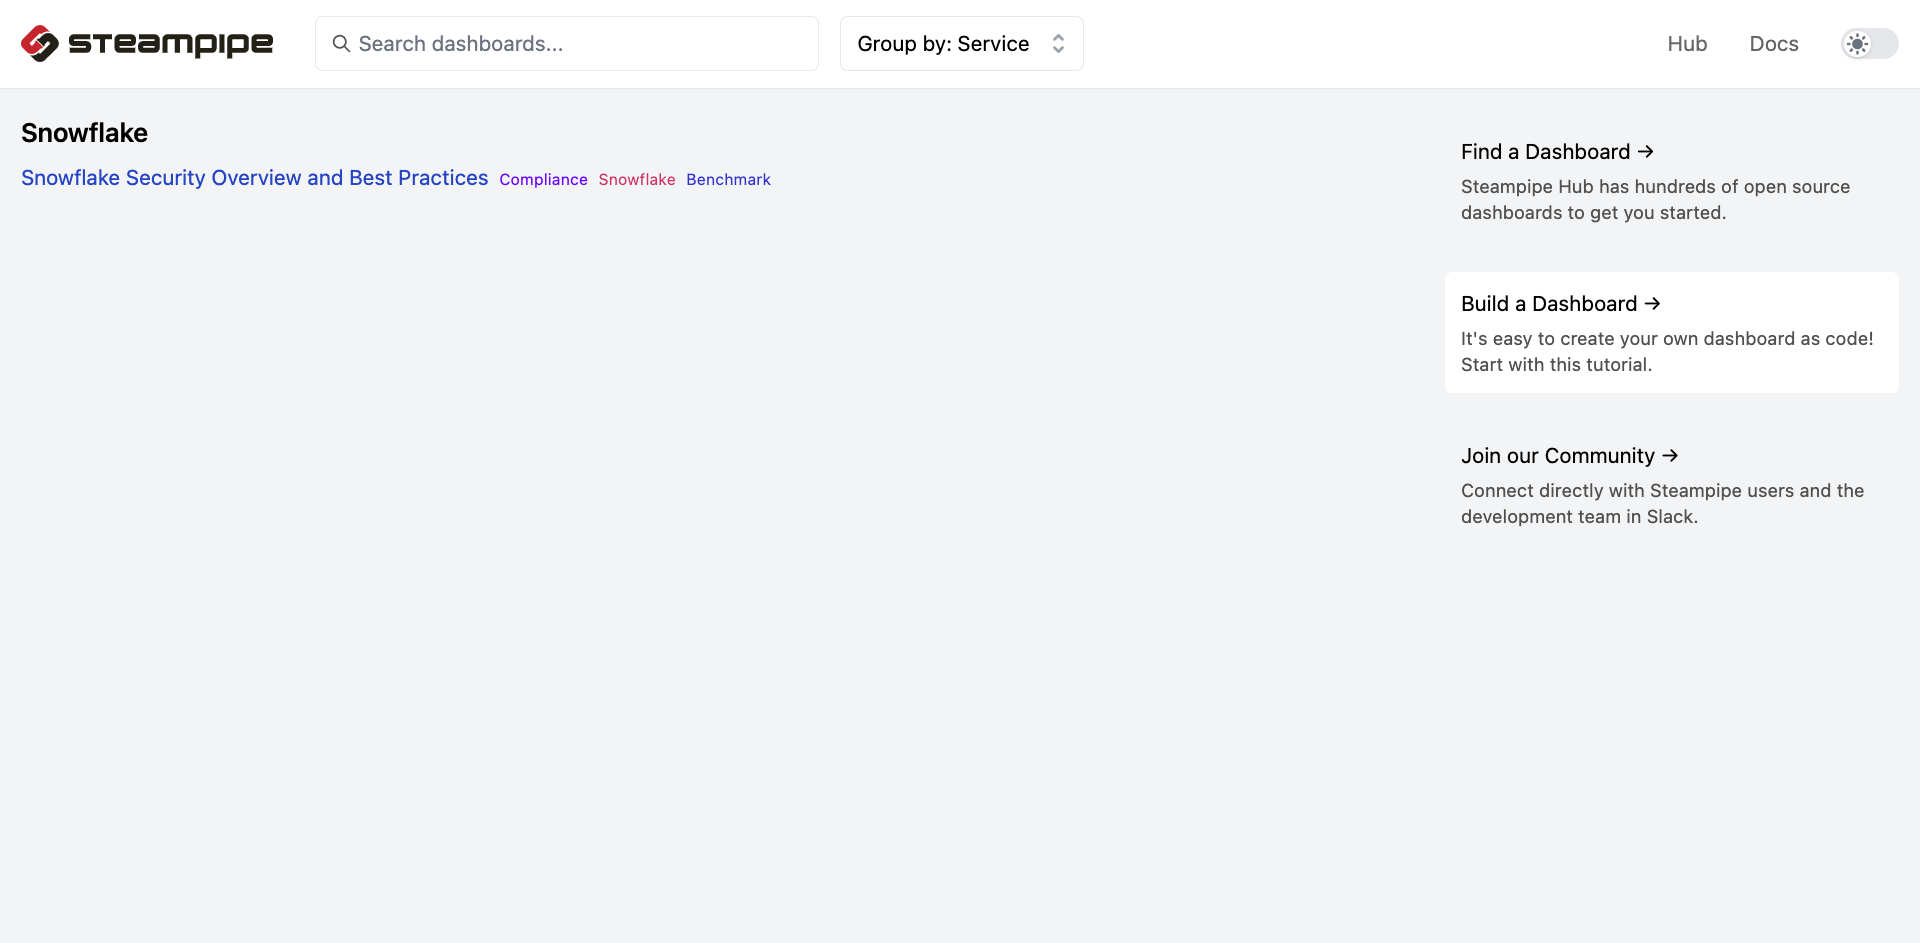 steampipe
Search dashboards...
Group by: Service
Hub
Docs
Snowflake
Snowflake Security Overview and Best Practices Compliance Snowflake Benchmark
Find a Dashboard →
Steampipe Hub has hundreds of open source
dashboards to get you started.
Build a Dashboard →
It's easy to create your own dashboard as code!
Start with this tutorial.
Join our Community →
Connect directly with Steampipe users and the
development team in Slack.